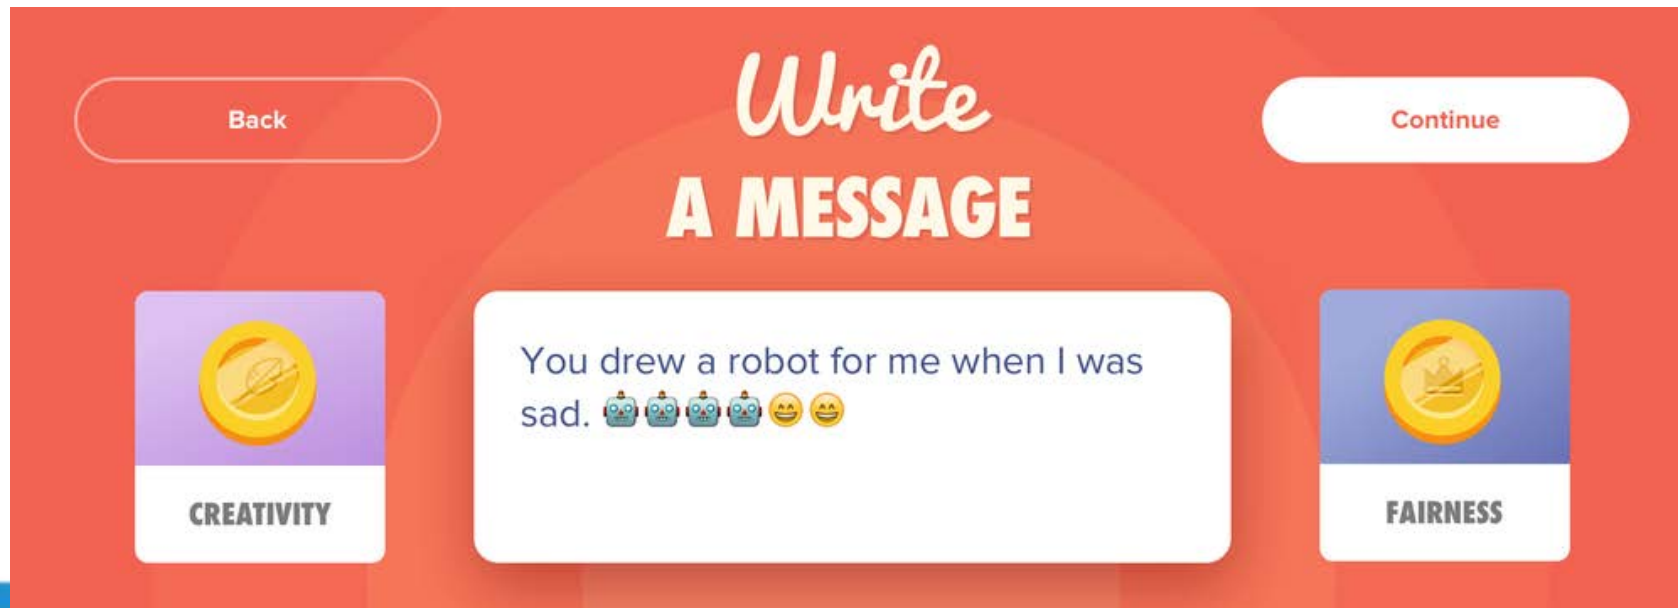 Back
Write
Continue
A MESSAGE
You drew a robot for me when I was
sad. 🤖🤖🤖🤖😄😄
CREATIVITY
FAIRNESS